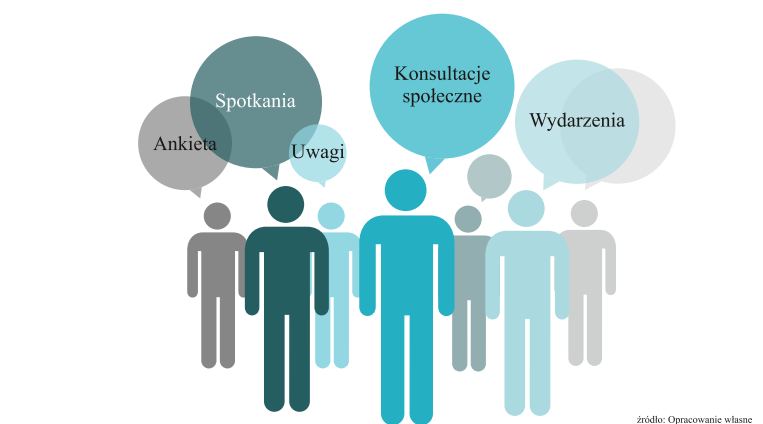 Spotkania
Ankieta
Uwagi
Konsultacje
społeczne
Wydarzenia
źródło: Opracowanie własne